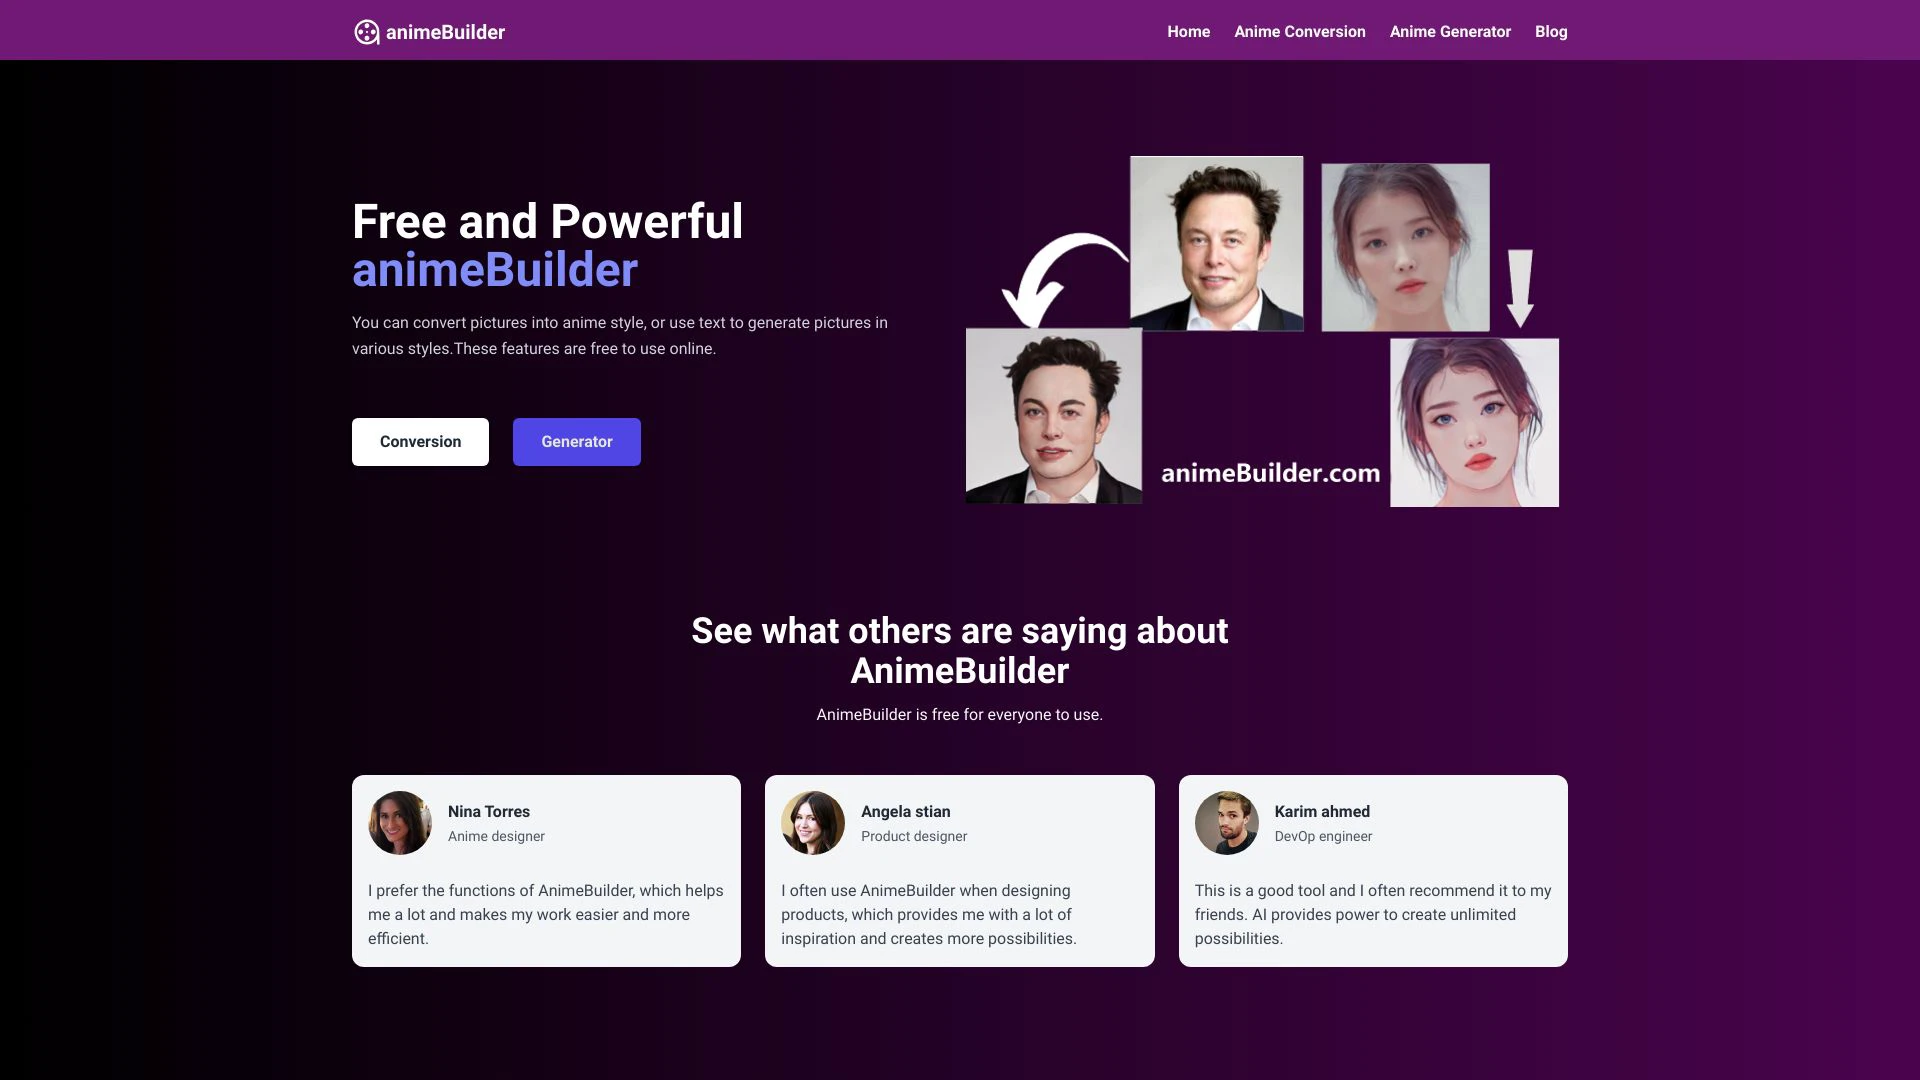 animeBuilder
Home
Anime Conversion
Anime Generator
Blog
Free and Powerful
animeBuilder
You can convert pictures into anime style, or use text to generate pictures in
various styles.These features are free to use online.
Conversion
Generator
animeBuilder.com
See what others are saying about
AnimeBuilder
AnimeBuilder is free for everyone to use.
Nina Torres
Anime designer
I prefer the functions of AnimeBuilder, which helps
me a lot and makes my work easier and more
efficient.
Angela stian
Product designer
I often use AnimeBuilder when designing
products, which provides me with a lot of
inspiration and creates more possibilities.
Karim ahmed
DevOp engineer
This is a good tool and I often recommend it to my
friends. AI provides power to create unlimited
possibilities.